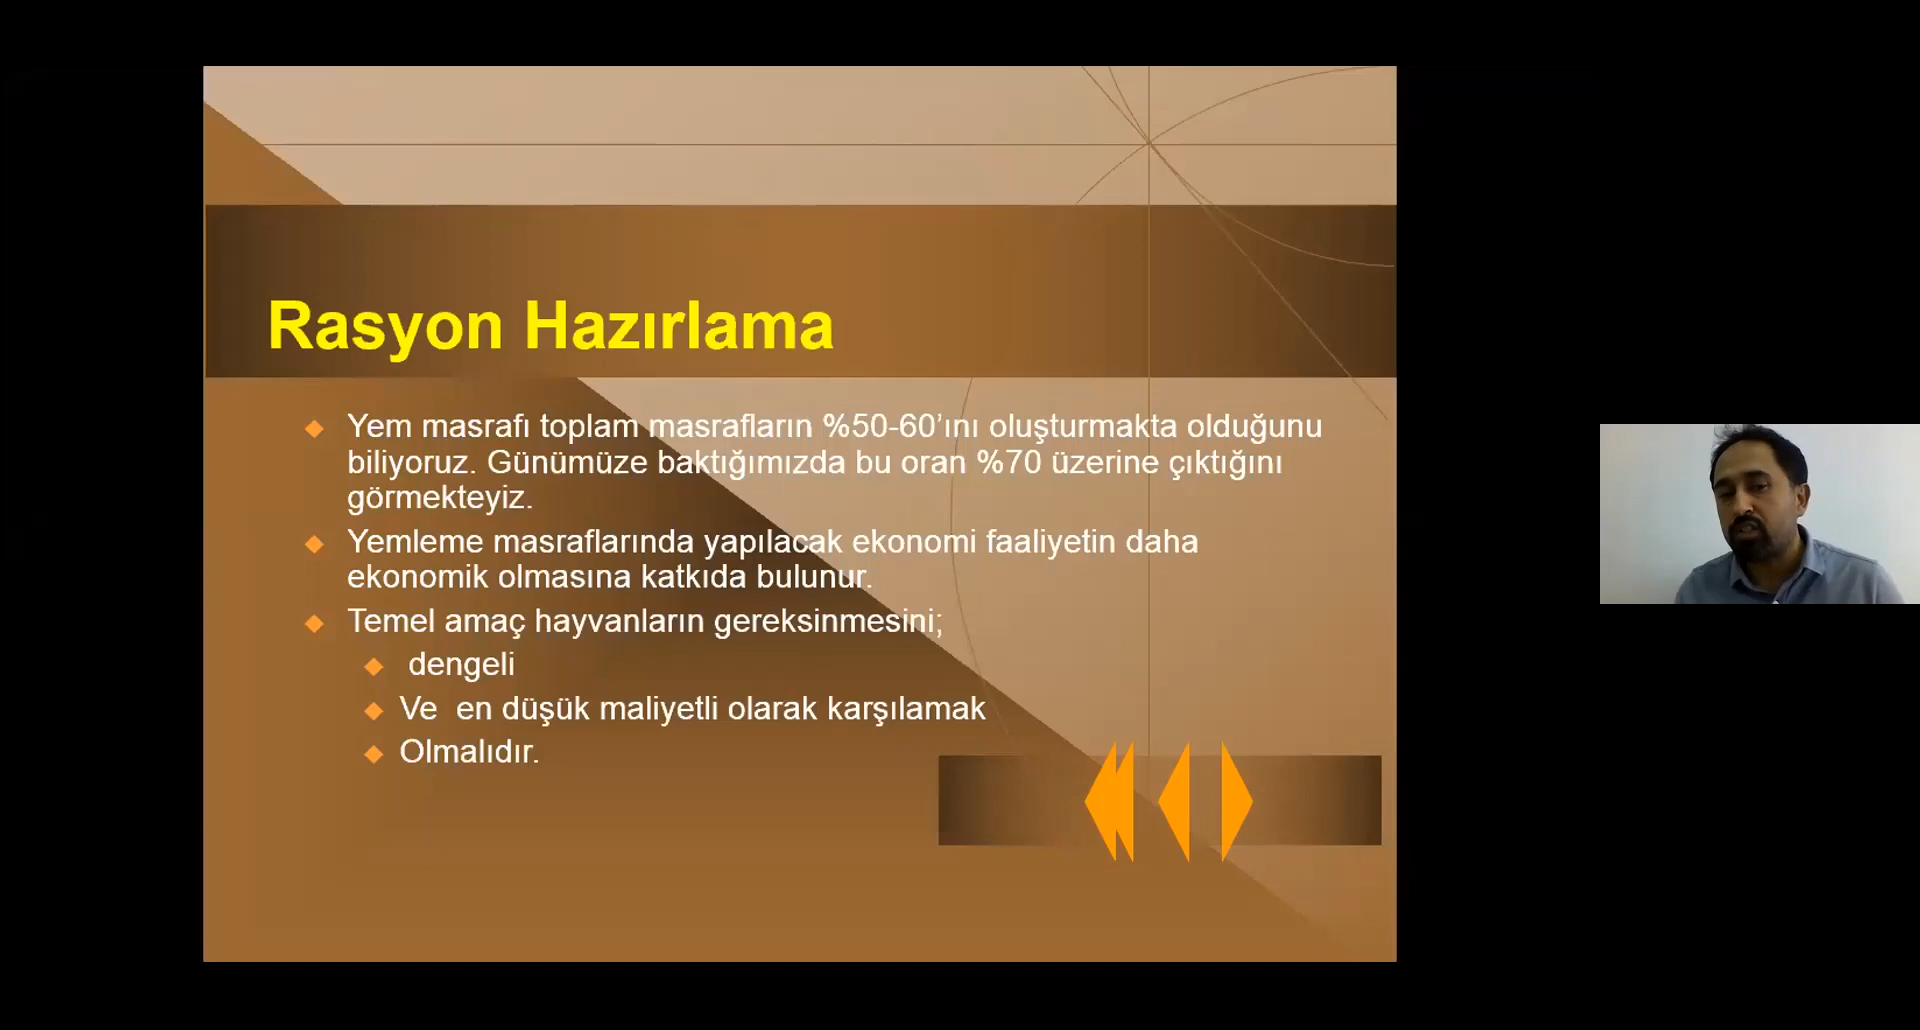 Rasyon Hazırlama
Yem masrafı toplam masrafların %50-60’ını oluşturmakta olduğunu
biliyoruz. Günümüze baktığımızda bu oran %70 üzerine çıktığını
görmekteyiz.
Yemleme masraflarında yapılacak ekonomi faaliyetin daha
ekonomik olmasına katkıda bulunur.
Temel amaç hayvanların gereksinmesini;
dengeli
Ve en düşük maliyetli olarak karşılamak
Olmalıdır.